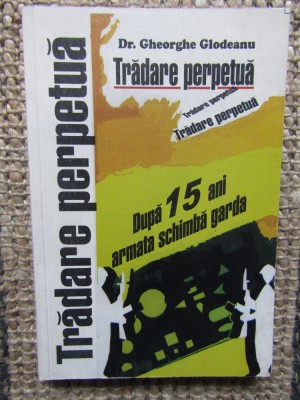 Dr. Gheorghe Glodeanu
Trădare perpetuă
Trădare perpetuă
Trădare perpetuă
Trădare perpetuă
După 15 ani
armata schimbă garda